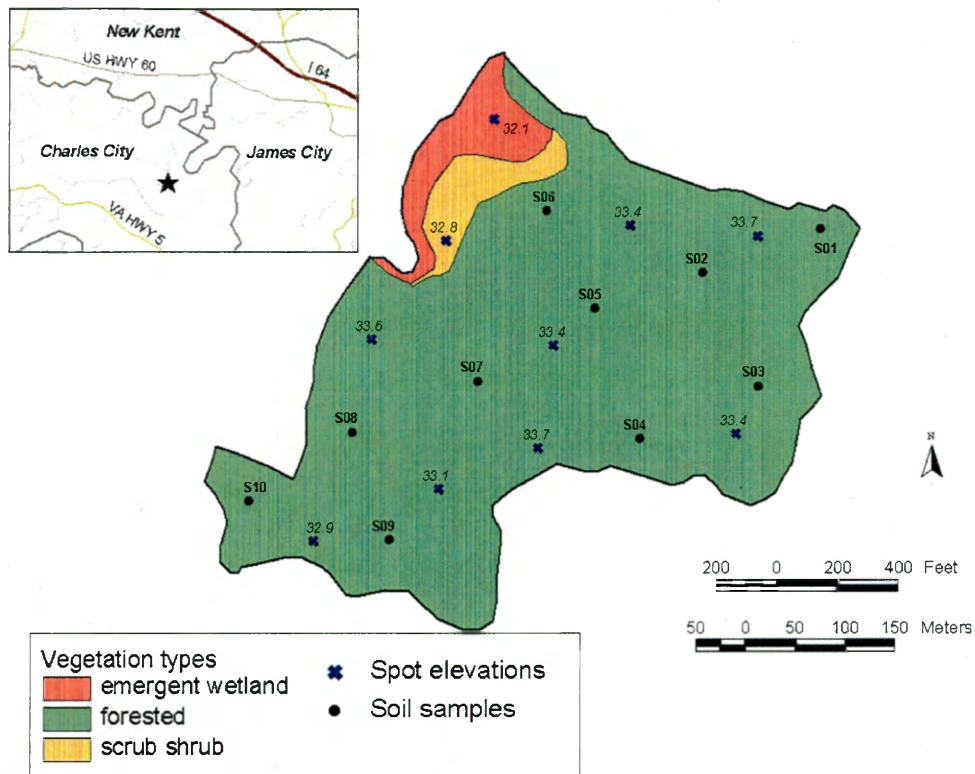 New Kent
US HWY 60
I 64
Charles City
James City
VA HWY 5
32.1
S06
32.8
33.4
33.7
S01
S02
S05
33.6
33.4
S07
S03
S08
33.7
S04
33.4
S10
33.1
32.9
S09
N
200 0 200 400 Feet
50 0 50 100 150 Meters
Vegetation types
emergent wetland
forested
scrub shrub
Spot elevations
Soil samples